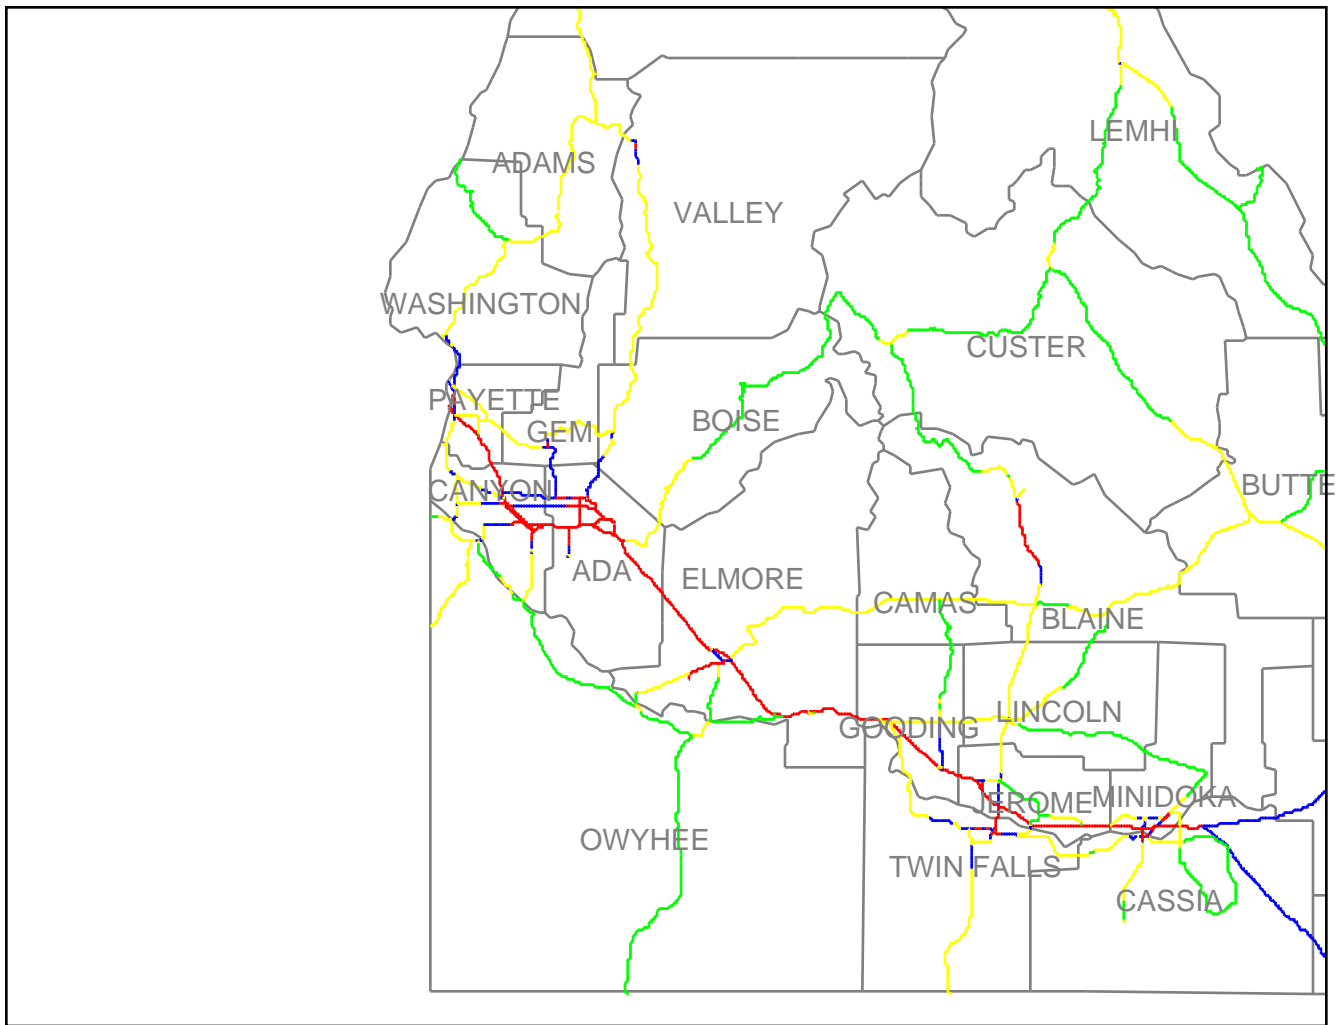 LEMHI
ADAMS
VALLEY
WASHINGTON
CUSTER
PAYETTE
BOISE
GEM
CANYON
BUTTE
ADA
ELMORE
CAMAS
BLAINE
LINCOLN
GOODING
JEROME
MINIDOKA
OWYHEE
TWIN FALLS
CASSIA